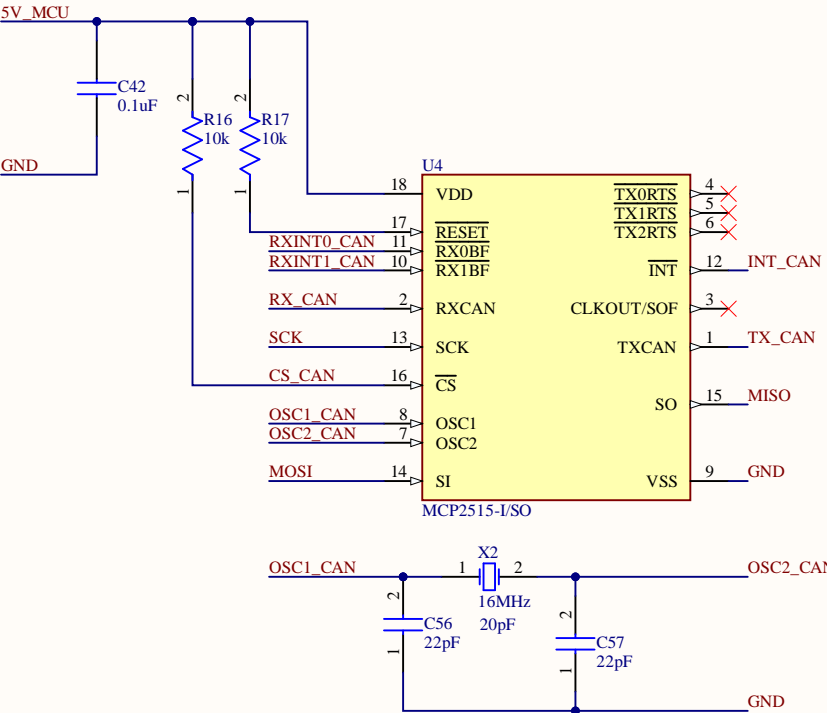 5V_MCU
C42
0.1uF
GND
2
R16
10k
1
2
R17
10k
1
U4
18 VDD
17 RESET
RXINT0_CAN 11 RX0BF
RXINT1_CAN 10 RX1BF
RX_CAN 2 RXCAN
SCK 13 SCK
CS_CAN 16 CS
OSC1_CAN 8 OSC1
OSC2_CAN 7 OSC2
MOSI 14 SI
TX0RTS 4
TX1RTS 5
TX2RTS 6
INT 12 INT_CAN
CLKOUT/SOF 3
TXCAN 1 TX_CAN
SO 15 MISO
VSS 9 GND
MCP2515-I/SO
OSC1_CAN
1 X2 2
16MHz
20pF
OSC2_CAN
2
C56
22pF
1
2
C57
22pF
1
GND